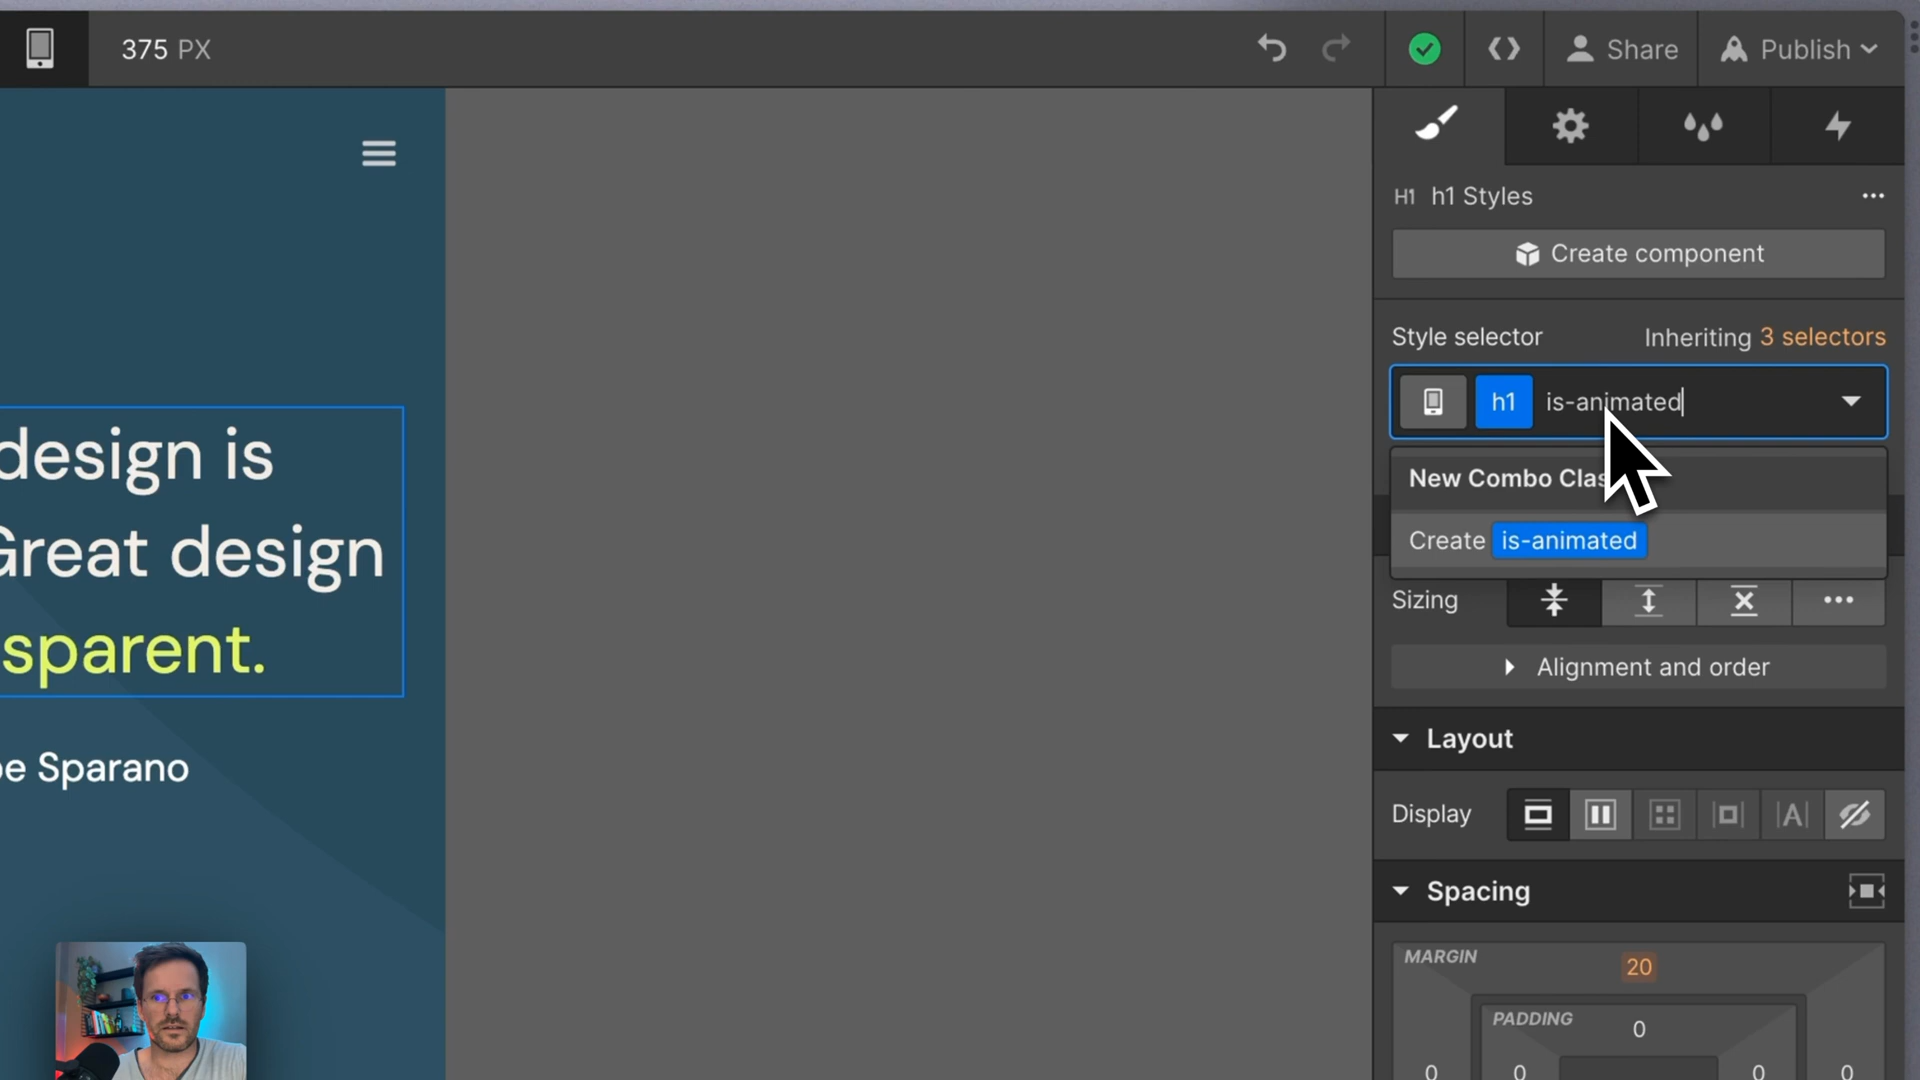 375 PX
Share
Publish
H1 h1 Styles
Create component
Style selector
Inheriting 3 selectors
h1 is-animated
New Combo Clas
Create is-animated
Sizing
Alignment and order
Layout
Display
A
Spacing
MARGIN
20
PADDING
0
0
0
0
0
design is
Great design
sparent.
be Sparano